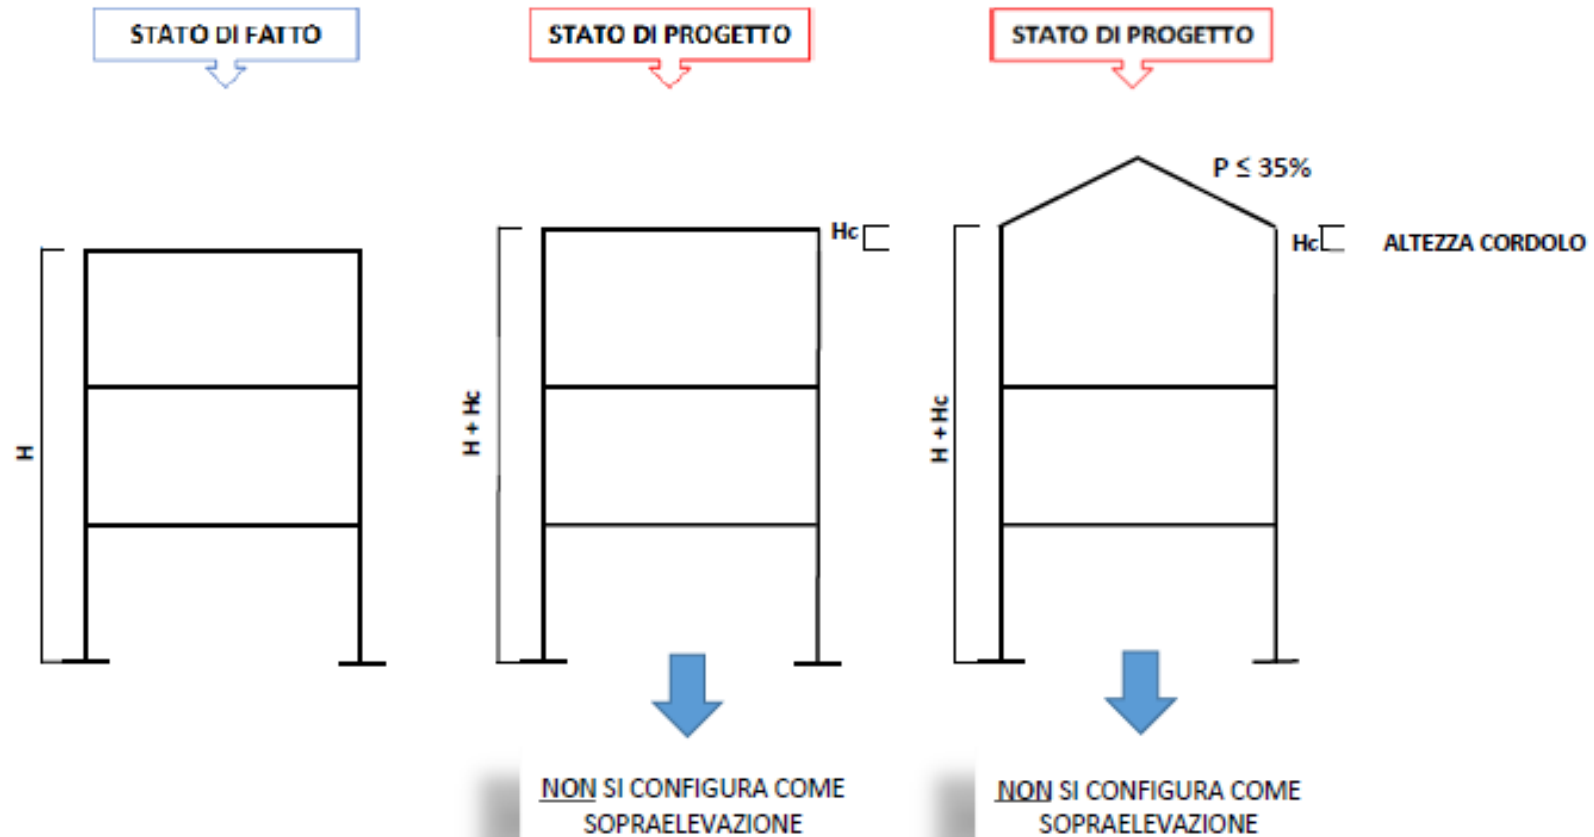 STATO DI FATTO
STATO DI PROGETTO
STATO DI PROGETTO
P ≤ 35%
Hc
Hc
ALTEZZA CORDOLO
H
H + Hc
H + Hc
NON SI CONFIGURA COME
SOPRAELEVAZIONE
NON SI CONFIGURA COME
SOPRAELEVAZIONE